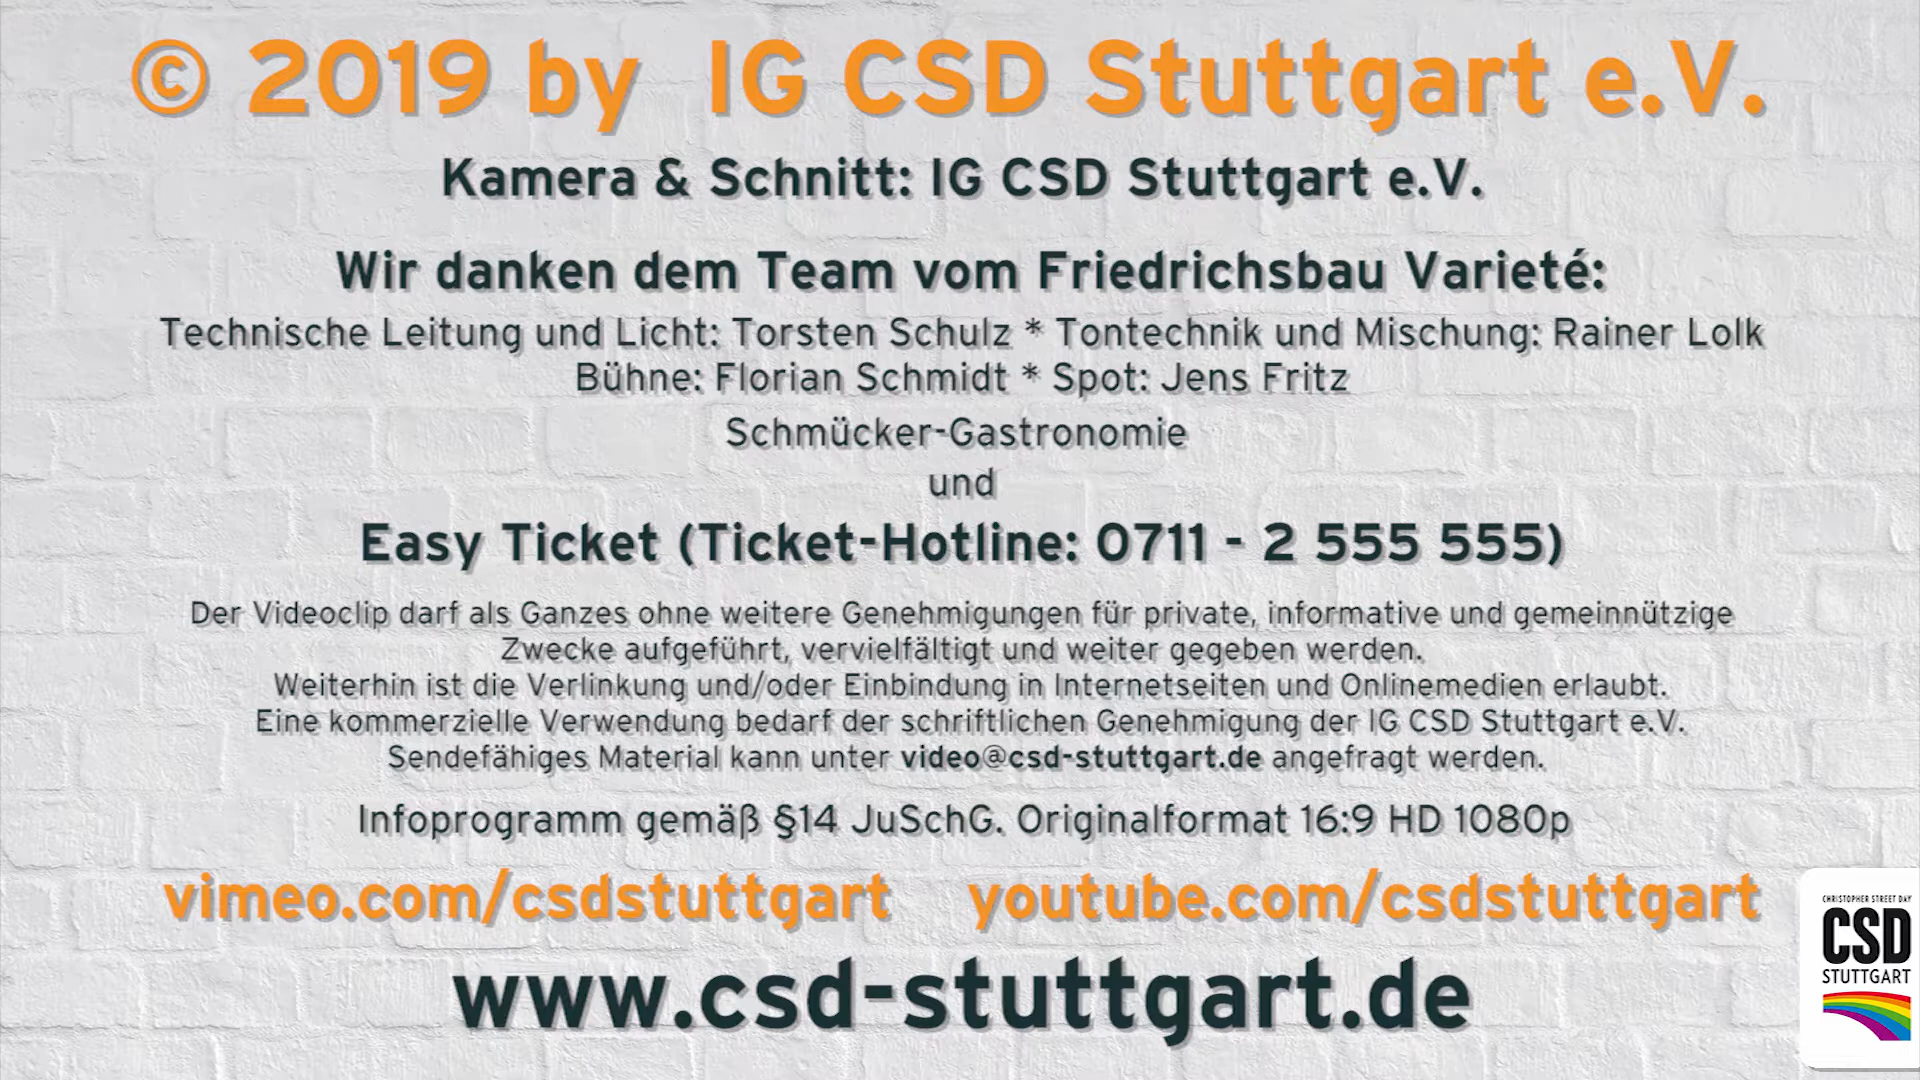 © 2019 by IG CSD Stuttgart e.V.
Kamera & Schnitt: IG CSD Stuttgart e.V.
Wir danken dem Team vom Friedrichsbau Varieté:
Technische Leitung und Licht: Torsten Schulz * Tontechnik und Mischung: Rainer Lolk
Bühne: Florian Schmidt * Spot: Jens Fritz
Schmücker-Gastronomie
und
Easy Ticket (Ticket-Hotline: 0711 - 2 555 555)
Der Videoclip darf als Ganzes ohne weitere Genehmigungen für private, informative und gemeinnützige
Zwecke aufgeführt, vervielfältigt und weiter gegeben werden.
Weiterhin ist die Verlinkung und/oder Einbindung in Internetseiten und Onlinemedien erlaubt.
Eine kommerzielle Verwendung bedarf der schriftlichen Genehmigung der IG CSD Stuttgart e.V.
Sendefähiges Material kann unter video@csd-stuttgart.de angefragt werden.
Infoprogramm gemäß §14 JuSchG. Originalformat 16:9 HD 1080p
vimeo.com/csdstuttgart youtube.com/csdstuttgart
www.csd-stuttgart.de
CHRISTOPHER STREET DAY
CSD
STUTTGART